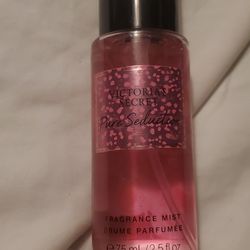 VICTORIA'S
SECRET
Pure Seduction
FRAGRANCE MIST
BRUME PARFUMÉE
℮ 75 mL / 2.5 fl oz